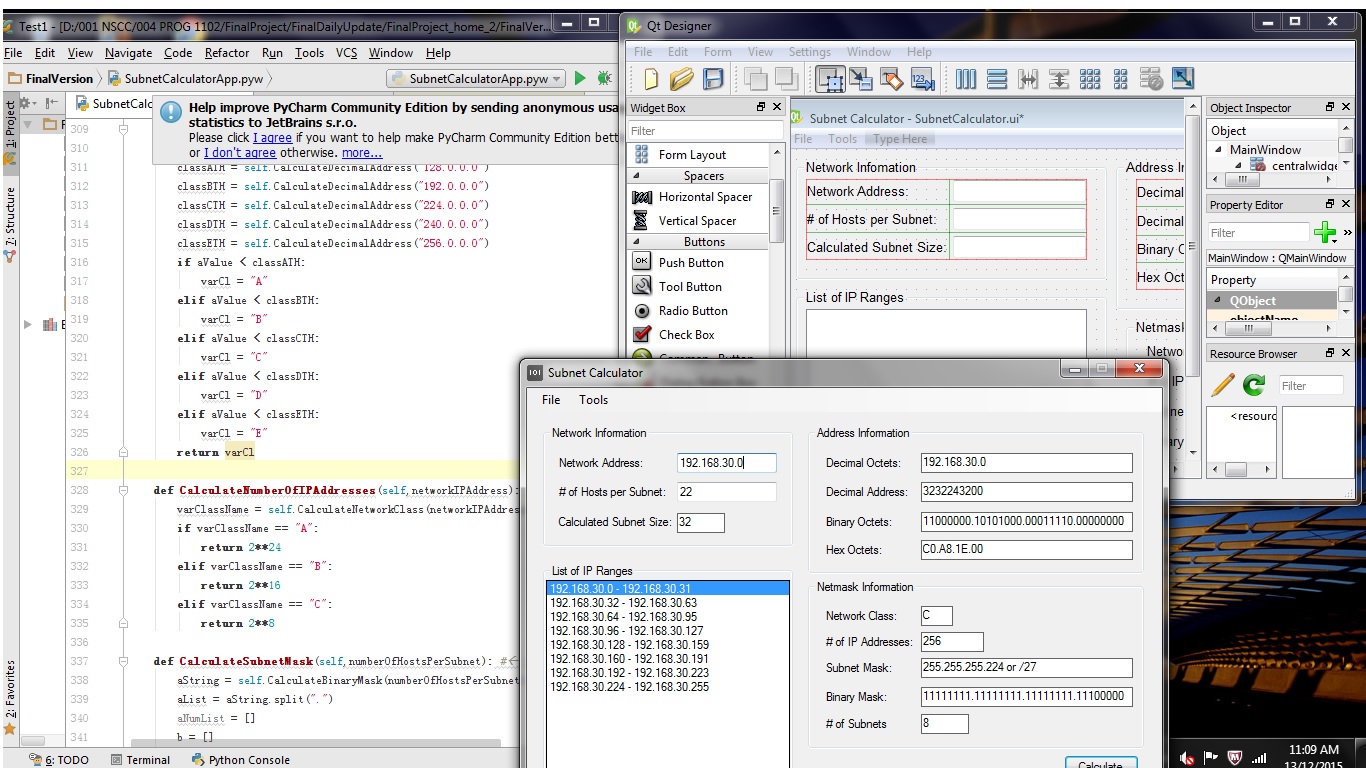 Test1 - [D:/001 NSCC/004 PROG 1102/FinalProject/FinalDailyUpdate/FinalProject_home_2/FinalVer...
File Edit View Navigate Code Refactor Run Tools VCS Window Help
FinalVersion SubnetCalculatorApp.pyw
SubnetCalculatorApp.pyw
SubnetCalc
1: Project
7: Structure
2: Favorites
Help improve PyCharm Community Edition by sending anonymous usa
statistics to JetBrains s.r.o.
Please click I agree if you want to help make PyCharm Community Edition bett
or I don't agree otherwise. more...
309
310
311 classATH = self.CalculateDecimalAddress("128.0.0.0")
312 classBTH = self.CalculateDecimalAddress("192.0.0.0")
313 classCTH = self.CalculateDecimalAddress("224.0.0.0")
314 classDTH = self.CalculateDecimalAddress("240.0.0.0")
315 classETH = self.CalculateDecimalAddress("256.0.0.0")
316 if aValue < classATH:
317 varCl = "A"
318 elif aValue < classBTH:
319 varCl = "B"
320 elif aValue < classCTH:
321 varCl = "C"
322 elif aValue < classDTH:
323 varCl = "D"
324 elif aValue < classETH:
325 varCl = "E"
326 return varCl
327
328 def CalculateNumberOfIPAddresses(self,networkIPAddress):
329 varClassName = self.CalculateNetworkClass(networkIPAddres
330 if varClassName == "A":
331 return 2**24
332 elif varClassName == "B":
333 return 2**16
334 elif varClassName == "C":
335 return 2**8
336
337 def CalculateSubnetMask(self,numberOfHostsPerSubnet): #
338 aString = self.CalculateBinaryMask(numberOfHostsPerSubnet
339 aList = aString.split(".")
340 aNumList = []
341 b = []
6: TODO Terminal Python Console
Qt Designer
File Edit Form View Settings Window Help
Widget Box
Filter
Form Layout
Spacers
Horizontal Spacer
Vertical Spacer
Buttons
Push Button
Tool Button
Radio Button
Check Box
Subnet Calculator - SubnetCalculator.ui*
File Tools Type Here
Network Infomation
Network Address:
# of Hosts per Subnet:
Calculated Subnet Size:
List of IP Ranges
Address I
Decimal
Decimal
Binary O
Hex Oct
Netmask
Netwo
IP
Object Inspector
Object
MainWindow
centralwidge
Property Editor
Filter
MainWindow : QMainWindow
Property
QObject
objectName
Resource Browser
Filter
<resourc
Subnet Calculator
File Tools
Network Information
Network Address: 192.168.30.0
# of Hosts per Subnet: 22
Calculated Subnet Size: 32
List of IP Ranges
192.168.30.0 - 192.168.30.31
192.168.30.32 - 192.168.30.63
192.168.30.64 - 192.168.30.95
192.168.30.96 - 192.168.30.127
192.168.30.128 - 192.168.30.159
192.168.30.160 - 192.168.30.191
192.168.30.192 - 192.168.30.223
192.168.30.224 - 192.168.30.255
Address Information
Decimal Octets: 192.168.30.0
Decimal Address: 3232243200
Binary Octets: 11000000.10101000.00011110.00000000
Hex Octets: C0.A8.1E.00
Netmask Information
Network Class: C
# of IP Addresses: 256
Subnet Mask: 255.255.255.224 or /27
Binary Mask: 11111111.11111111.11111111.11100000
# of Subnets 8
Calculate
11:09 AM
13/12/2015